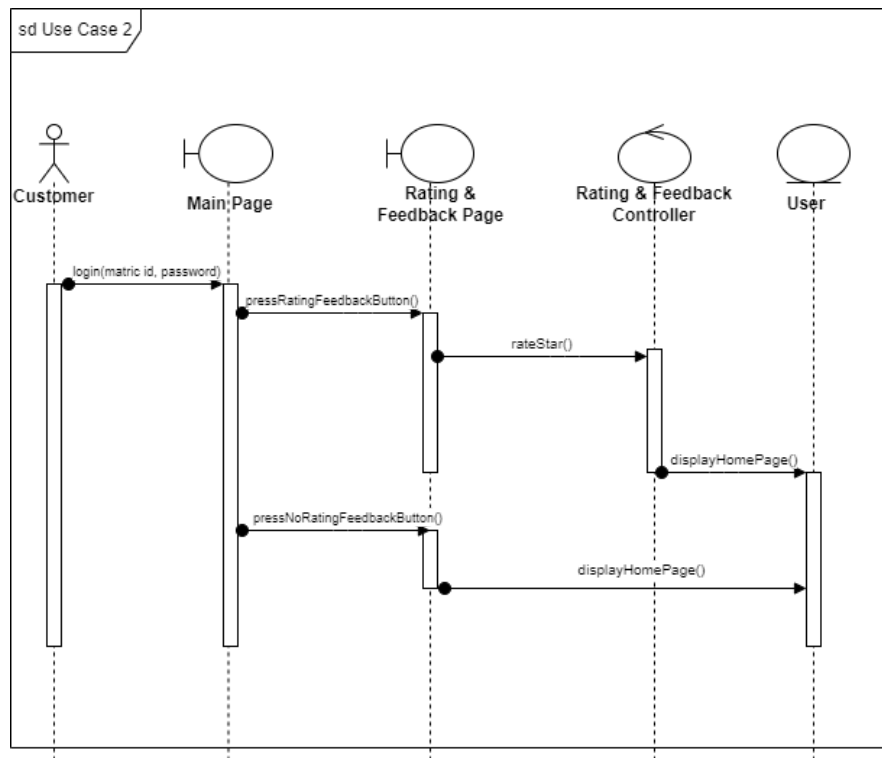 sd Use Case 2
Customer
Main Page
Rating &
Feedback Page
Rating & Feedback
Controller
User
login(matric id, password)
pressRatingFeedbackButton()
rateStar()
displayHomePage()
pressNoRatingFeedbackButton()
displayHomePage()